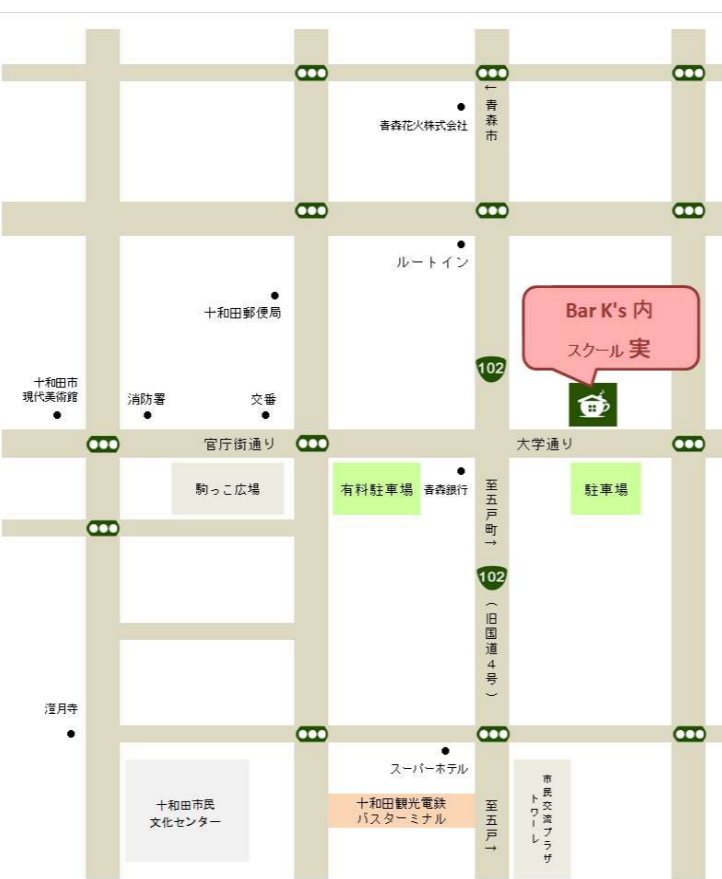 ←青森市
青森花火株式会社
ルートイン
十和田郵便局
Bar K's 内
スクール 実
102
十和田市
現代美術館
消防署
交番
官庁街通り
大学通り
駒っこ広場
有料駐車場
青森銀行
至五戸町→
駐車場
102
（旧国道4号）
澄月寺
スーパーホテル
十和田市民
文化センター
十和田観光電鉄
バスターミナル
至五戸→
市民交流プラザ
トワーレ